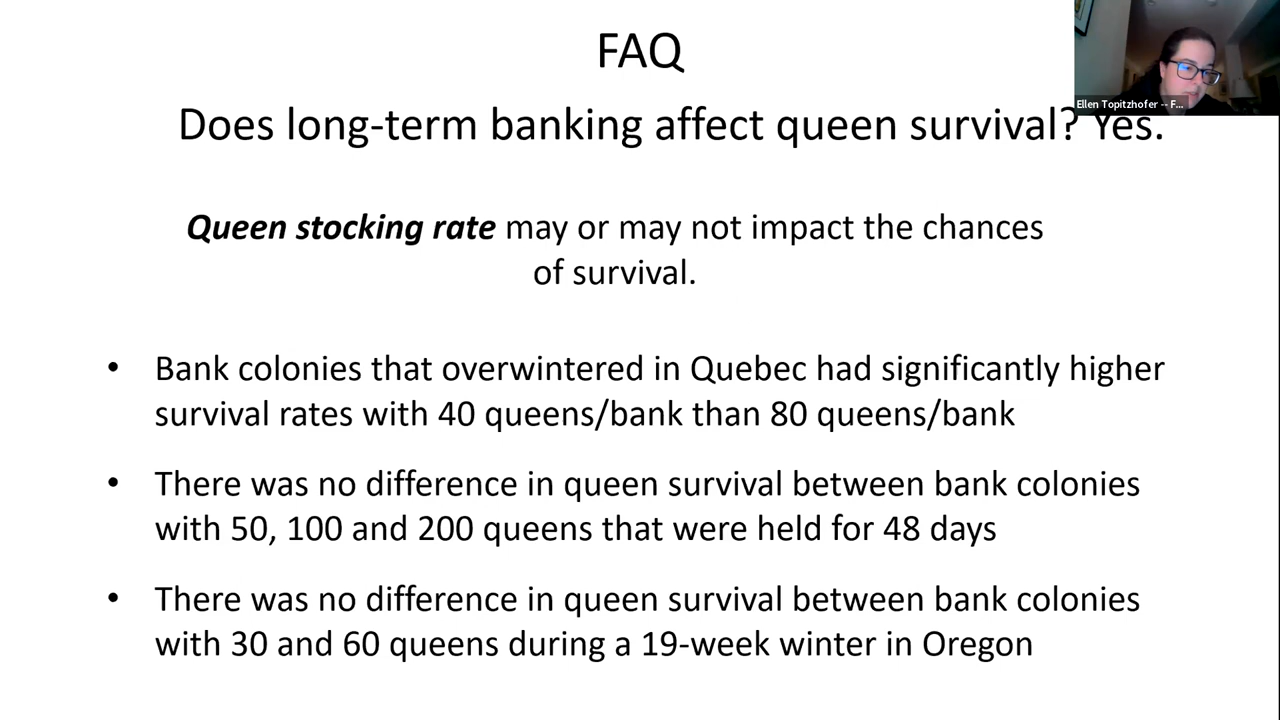 FAQ
Does long-term banking affect queen survival? Yes.
Ellen Topitzhofer -- F...
Queen stocking rate may or may not impact the chances
of survival.
• Bank colonies that overwintered in Quebec had significantly higher
survival rates with 40 queens/bank than 80 queens/bank
• There was no difference in queen survival between bank colonies
with 50, 100 and 200 queens that were held for 48 days
• There was no difference in queen survival between bank colonies
with 30 and 60 queens during a 19-week winter in Oregon